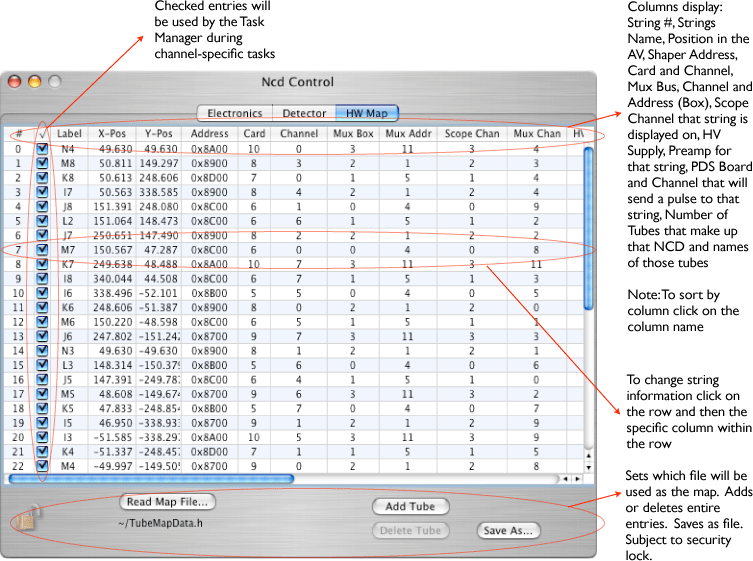 Checked entries will
be used by the Task
Manager during
channel-specific tasks
Columns display:
String #, Strings
Name, Position in the
AV, Shaper Address,
Card and Channel,
Mux Bus, Channel and
Address (Box), Scope
Channel that string is
displayed on, HV
Supply, Preamp for
that string, PDS Board
and Channel that will
send a pulse to that
string, Number of
Tubes that make up
that NCD and names
of those tubes
Note: To sort by
column click on the
column name
To change string
information click on
the row and then the
specific column within
the row
Sets which file will be
used as the map. Adds
or deletes entire
entries. Saves as file.
Subject to security
lock.
Ncd Control
Electronics Detector HW Map
# √ Label X-Pos Y-Pos Address Card Channel Mux Box Mux Addr Scope Chan Mux Chan HV
0 N4 49.630 49.630 0x8A00 10 0 3 11 3 4
1 M8 50.811 149.297 0x8900 8 3 2 1 2 3
2 K8 50.613 248.606 0x8D00 7 0 1 5 1 4
3 I7 50.563 338.585 0x8900 8 4 2 1 2 4
4 J8 151.391 248.080 0x8C00 6 1 0 4 0 9
5 L2 151.064 148.473 0x8C00 6 6 1 5 1 2
6 J7 250.651 147.490 0x8900 8 2 2 1 2 2
7 M7 150.567 47.287 0x8C00 6 0 0 4 0 8
8 K7 249.638 48.488 0x8A00 10 7 3 11 3 11
9 I8 340.044 44.508 0x8C00 6 7 1 5 1 3
10 I6 338.496 -52.101 0x8B00 5 5 0 4 0 5
11 K6 248.606 -51.387 0x8900 8 0 2 1 2 0
12 M6 150.220 -48.598 0x8C00 6 5 1 5 1 1
13 J6 247.802 -151.242 0x8700 9 7 3 11 3 3
14 N3 49.630 -49.630 0x8900 8 1 2 1 2 1
15 L3 148.314 -150.379 0x8B00 5 6 0 4 0 6
16 J5 147.391 -249.787 0x8C00 6 4 1 5 1 0
17 M5 48.608 -149.674 0x8700 9 6 3 11 3 2
18 K5 47.833 -248.854 0x8B00 5 7 0 4 0 7
19 I5 46.950 -338.933 0x8700 9 1 2 1 2 9
20 I3 -51.585 -338.297 0x8A00 10 5 3 11 3 9
21 K4 -51.337 -248.457 0x8D00 7 1 1 5 1 5
22 M4 -49.997 -149.505 0x8700 9 0 2 1 2 8
Read Map File...
~/TubeMapData.h
Add Tube
Delete Tube
Save As...